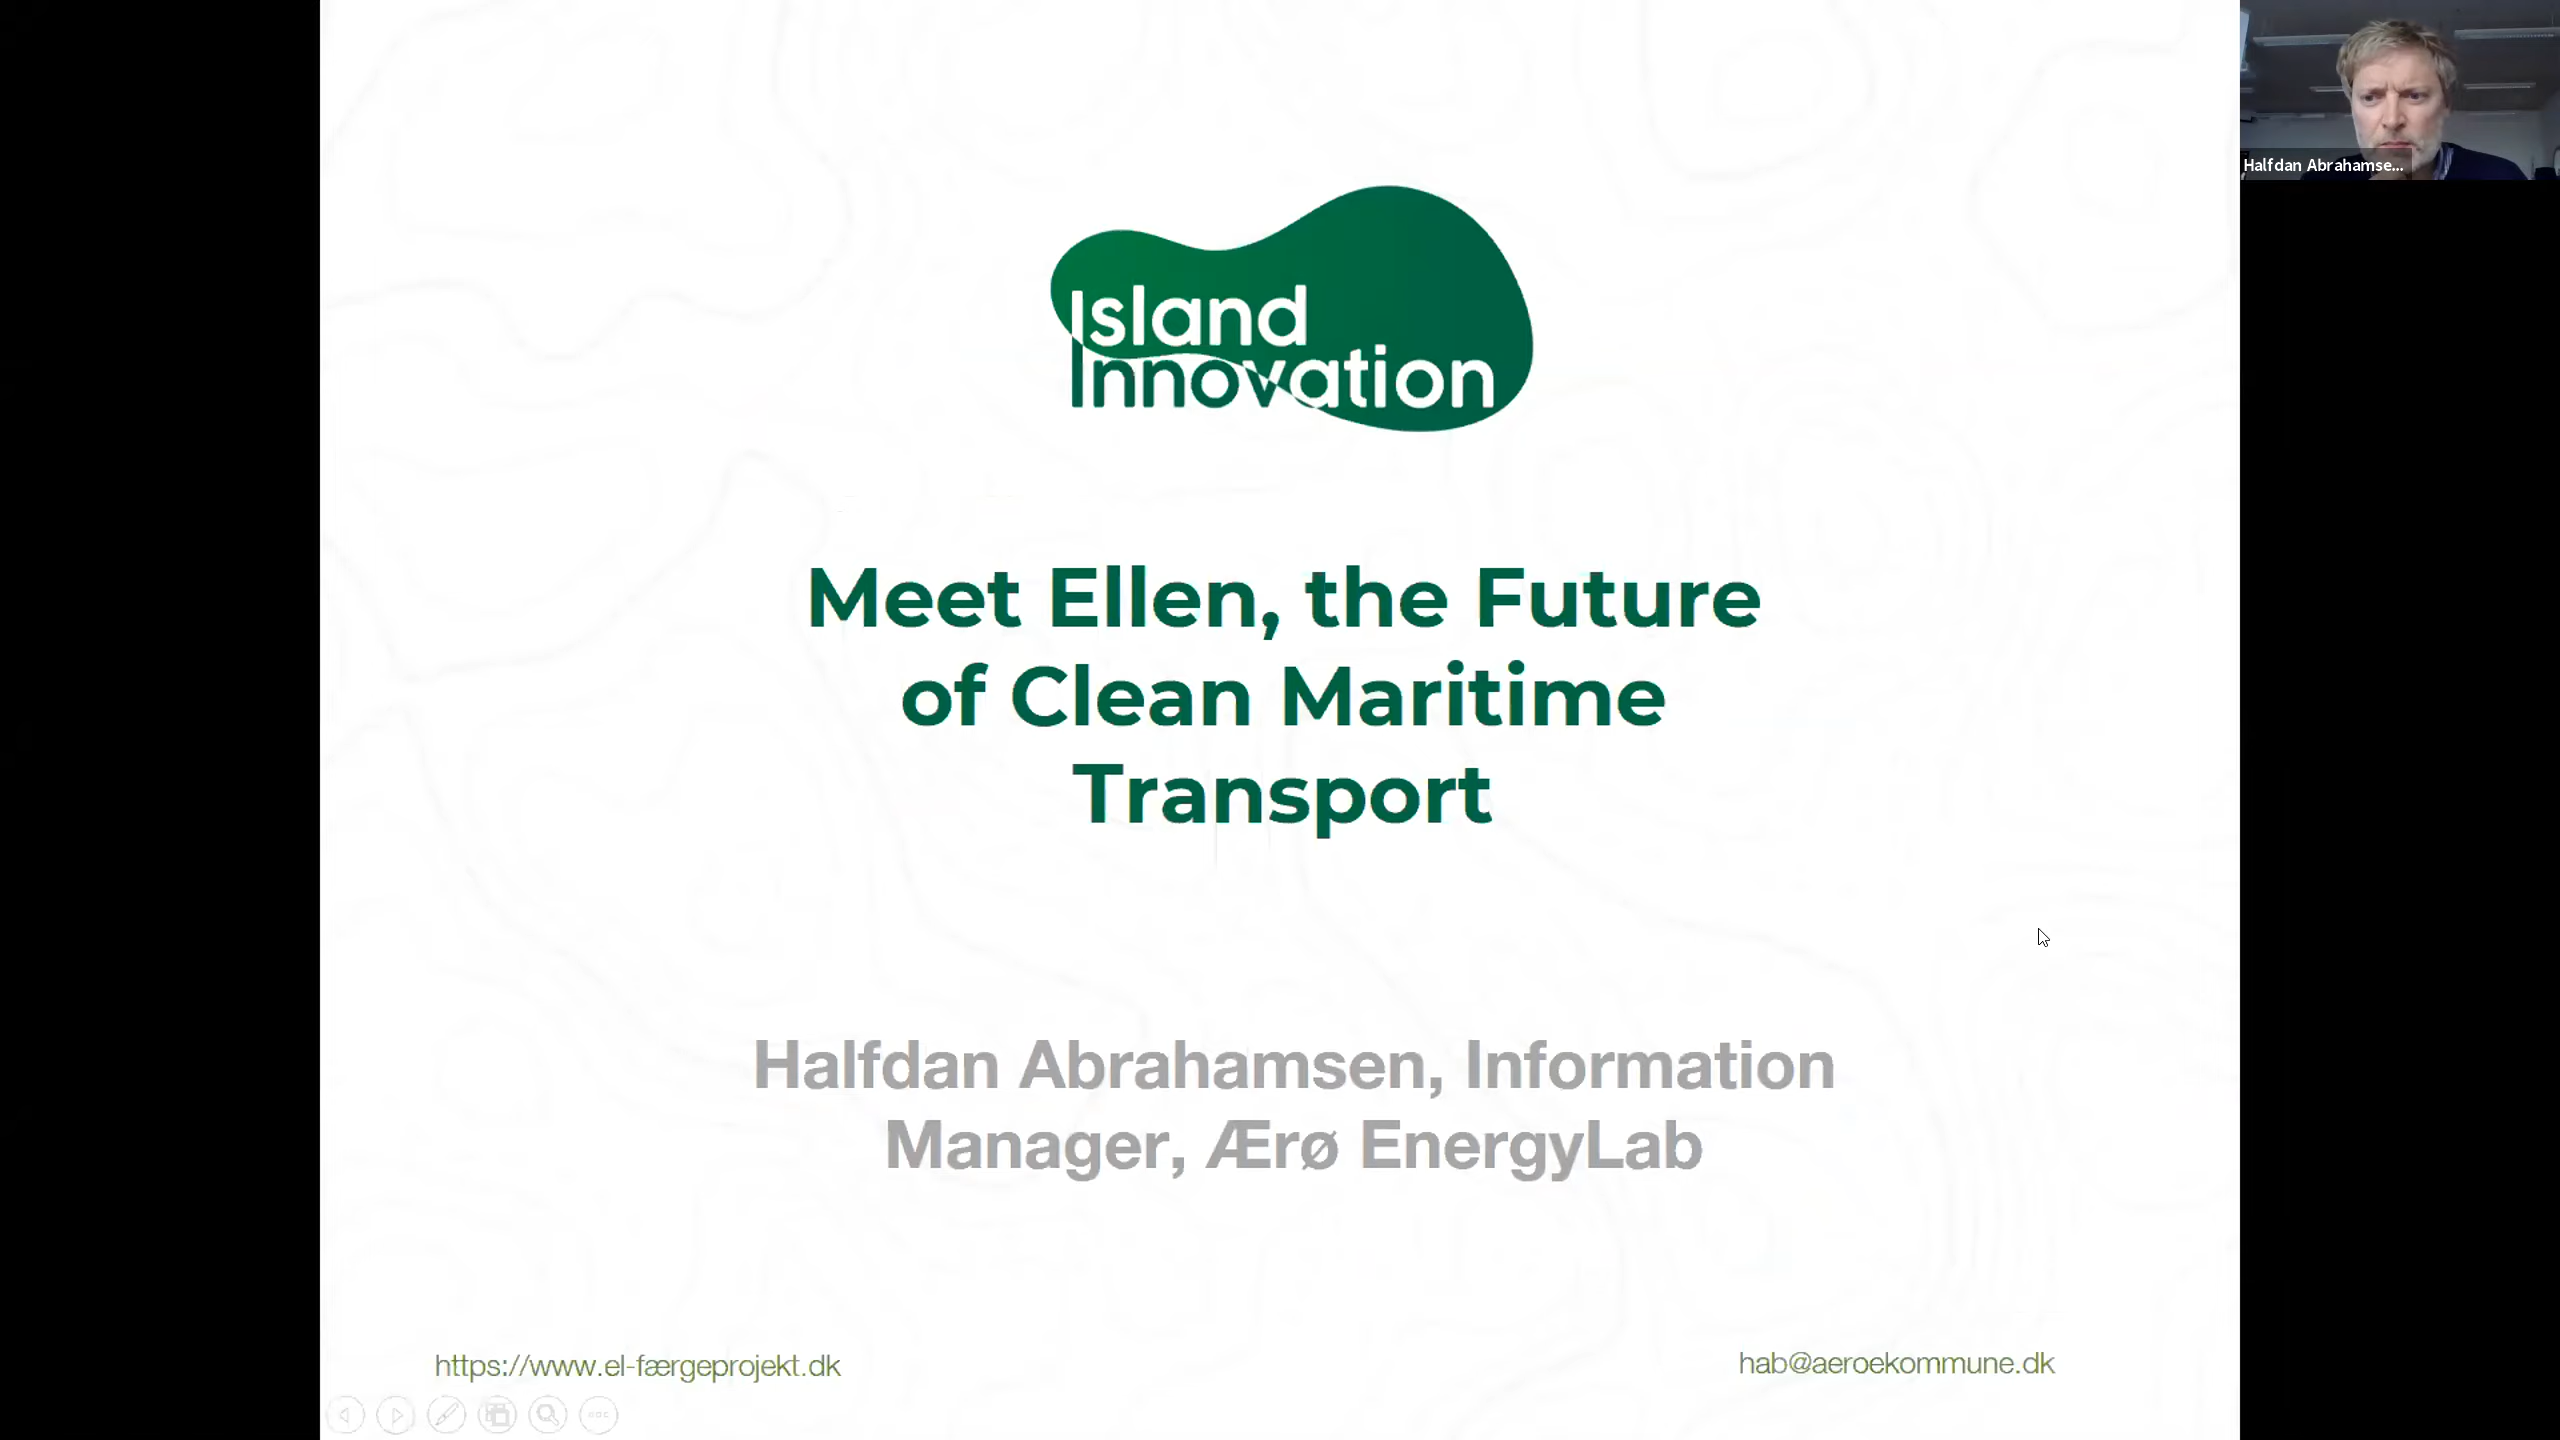 Halfdan Abrahamse...
Island
Innovation
Meet Ellen, the Future
of Clean Maritime
Transport
Halfdan Abrahamsen, Information
Manager, Ærø EnergyLab
https://www.el-færgeprojekt.dk
hab@aeroekommune.dk